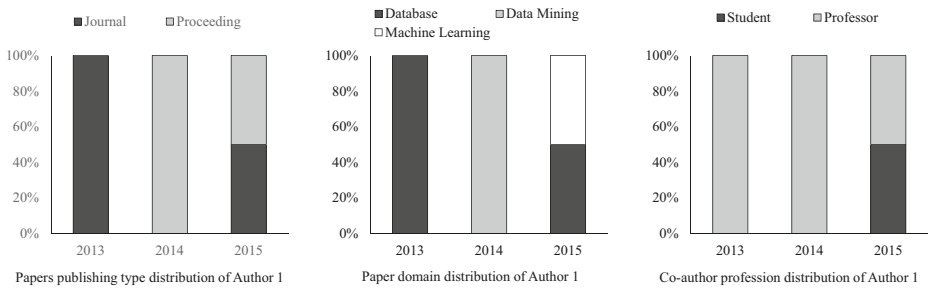 Journal Proceeding
100%
80%
60%
40%
20%
0%
2013 2014 2015
Papers publishing type distribution of Author 1
Database Data Mining
Machine Learning
100%
80%
60%
40%
20%
0%
2013 2014 2015
Paper domain distribution of Author 1
Student Professor
100%
80%
60%
40%
20%
0%
2013 2014 2015
Co-author profession distribution of Author 1